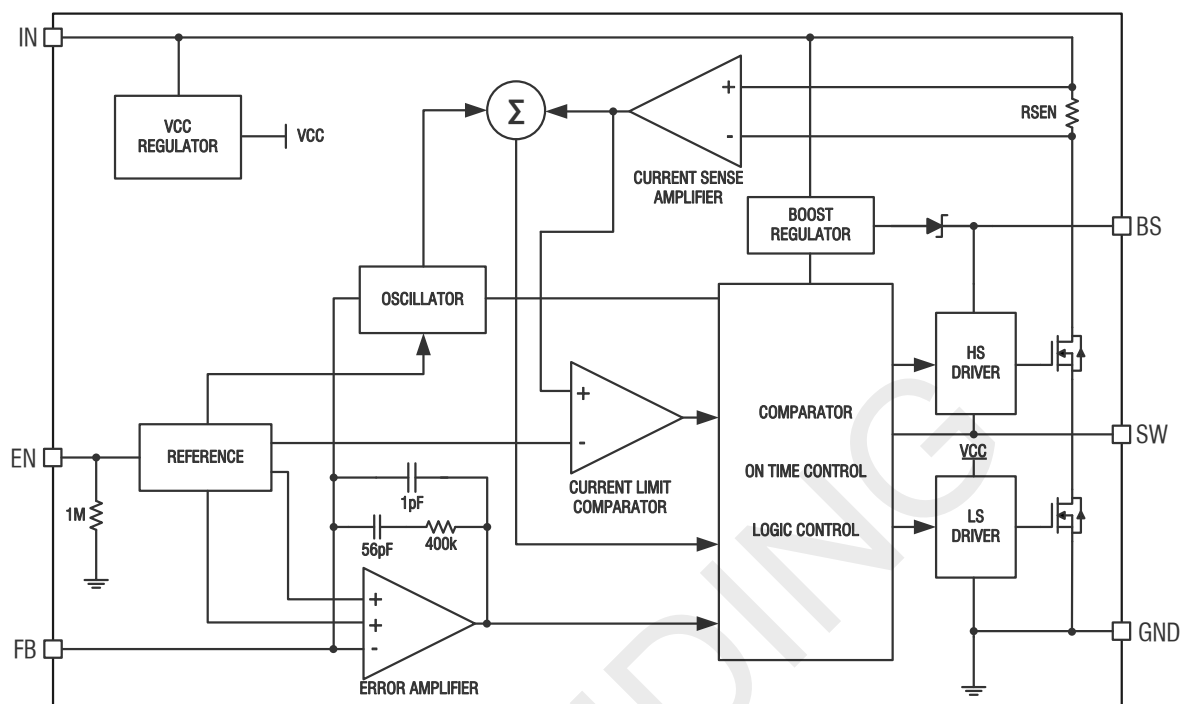 IN
VCC
REGULATOR
VCC
Σ
+
-
RSEN
CURRENT SENSE
AMPLIFIER
BOOST
REGULATOR
BS
OSCILLATOR
HS
DRIVER
+
-
CURRENT LIMIT
COMPARATOR
COMPARATOR
ON TIME CONTROL
LOGIC CONTROL
SW
VCC
LS
DRIVER
EN
REFERENCE
1M
1pF
56pF
400k
+
+
-
ERROR AMPLIFIER
FB
GND